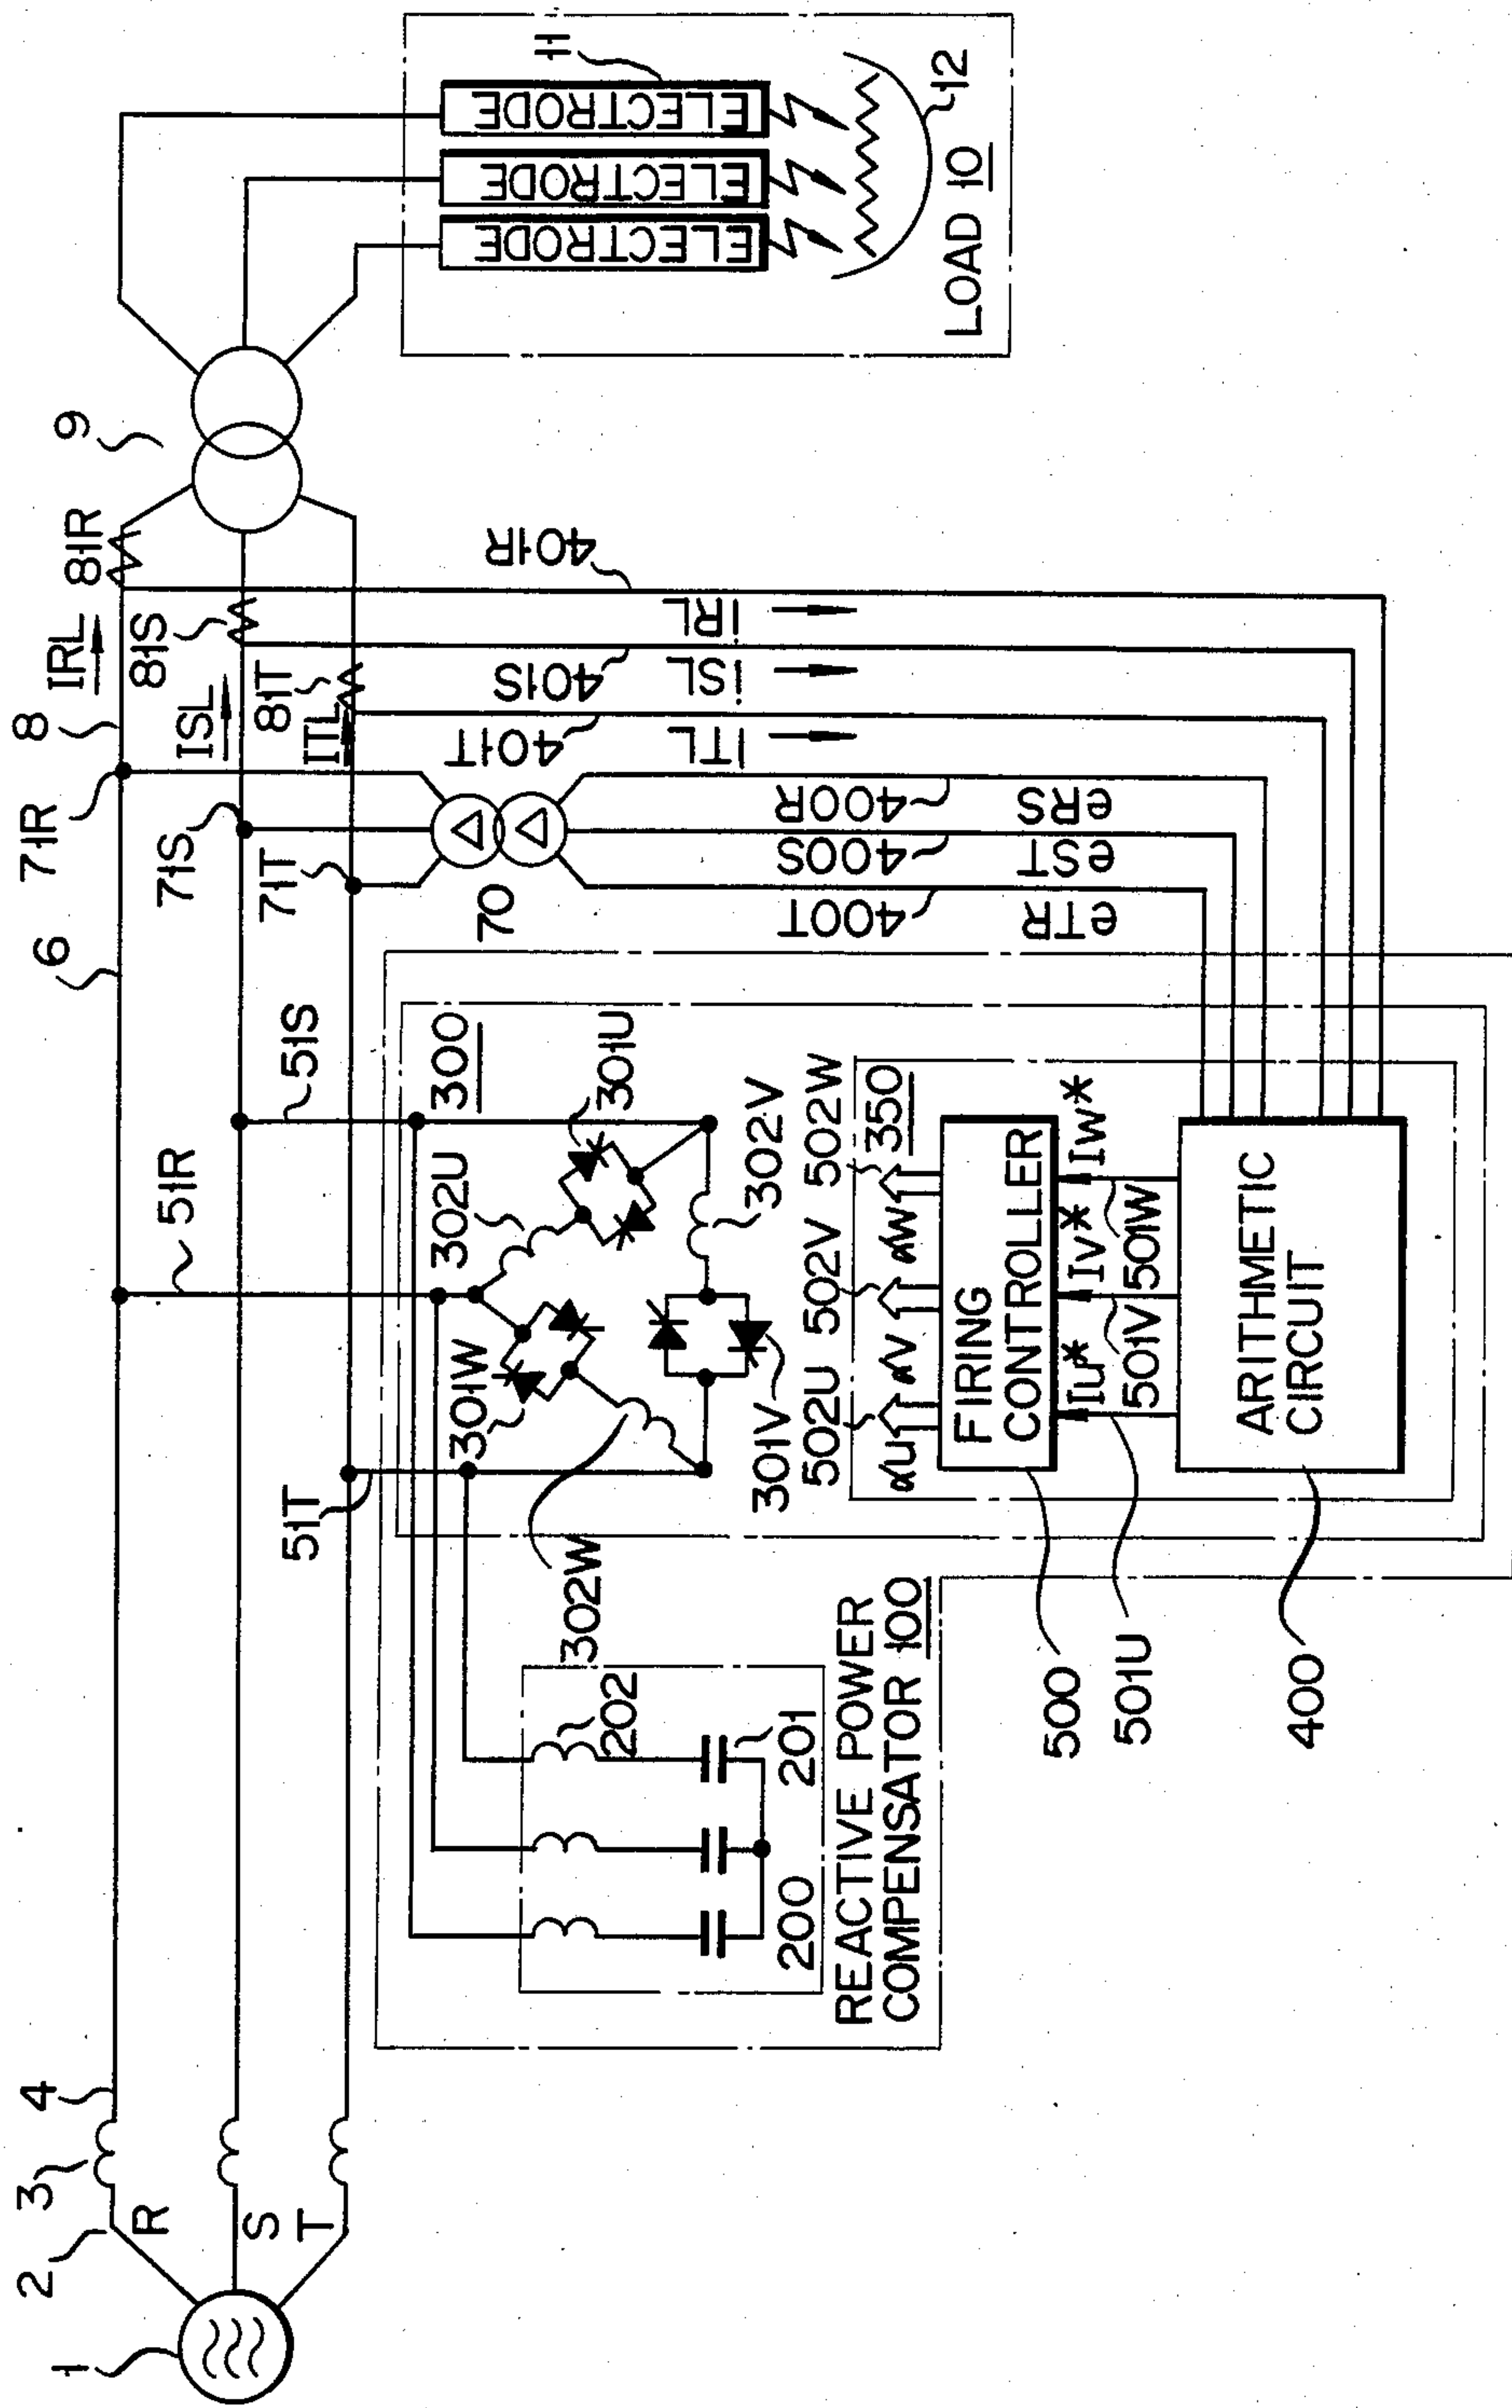 1
2
3
4
R
S
T
6
8
9
71R
71S
71T
IRL
ISL
ITL
81R
81S
81T
51R
51S
51T
70
401R
401S
401T
iRL
iSL
iTL
400R
400S
400T
eRS
eST
eTR
11
ELECTRODE
ELECTRODE
ELECTRODE
12
LOAD 10
300
301U
302U
302V
301W
301V
302W
202
201
200
REACTIVE POWER
COMPENSATOR 100
350
502U
502V
502W
αU
αV
αW
FIRING
CONTROLLER
Iu*
Iv*
Iw*
501V
501W
ARITHMETIC
CIRCUIT
500
501U
400